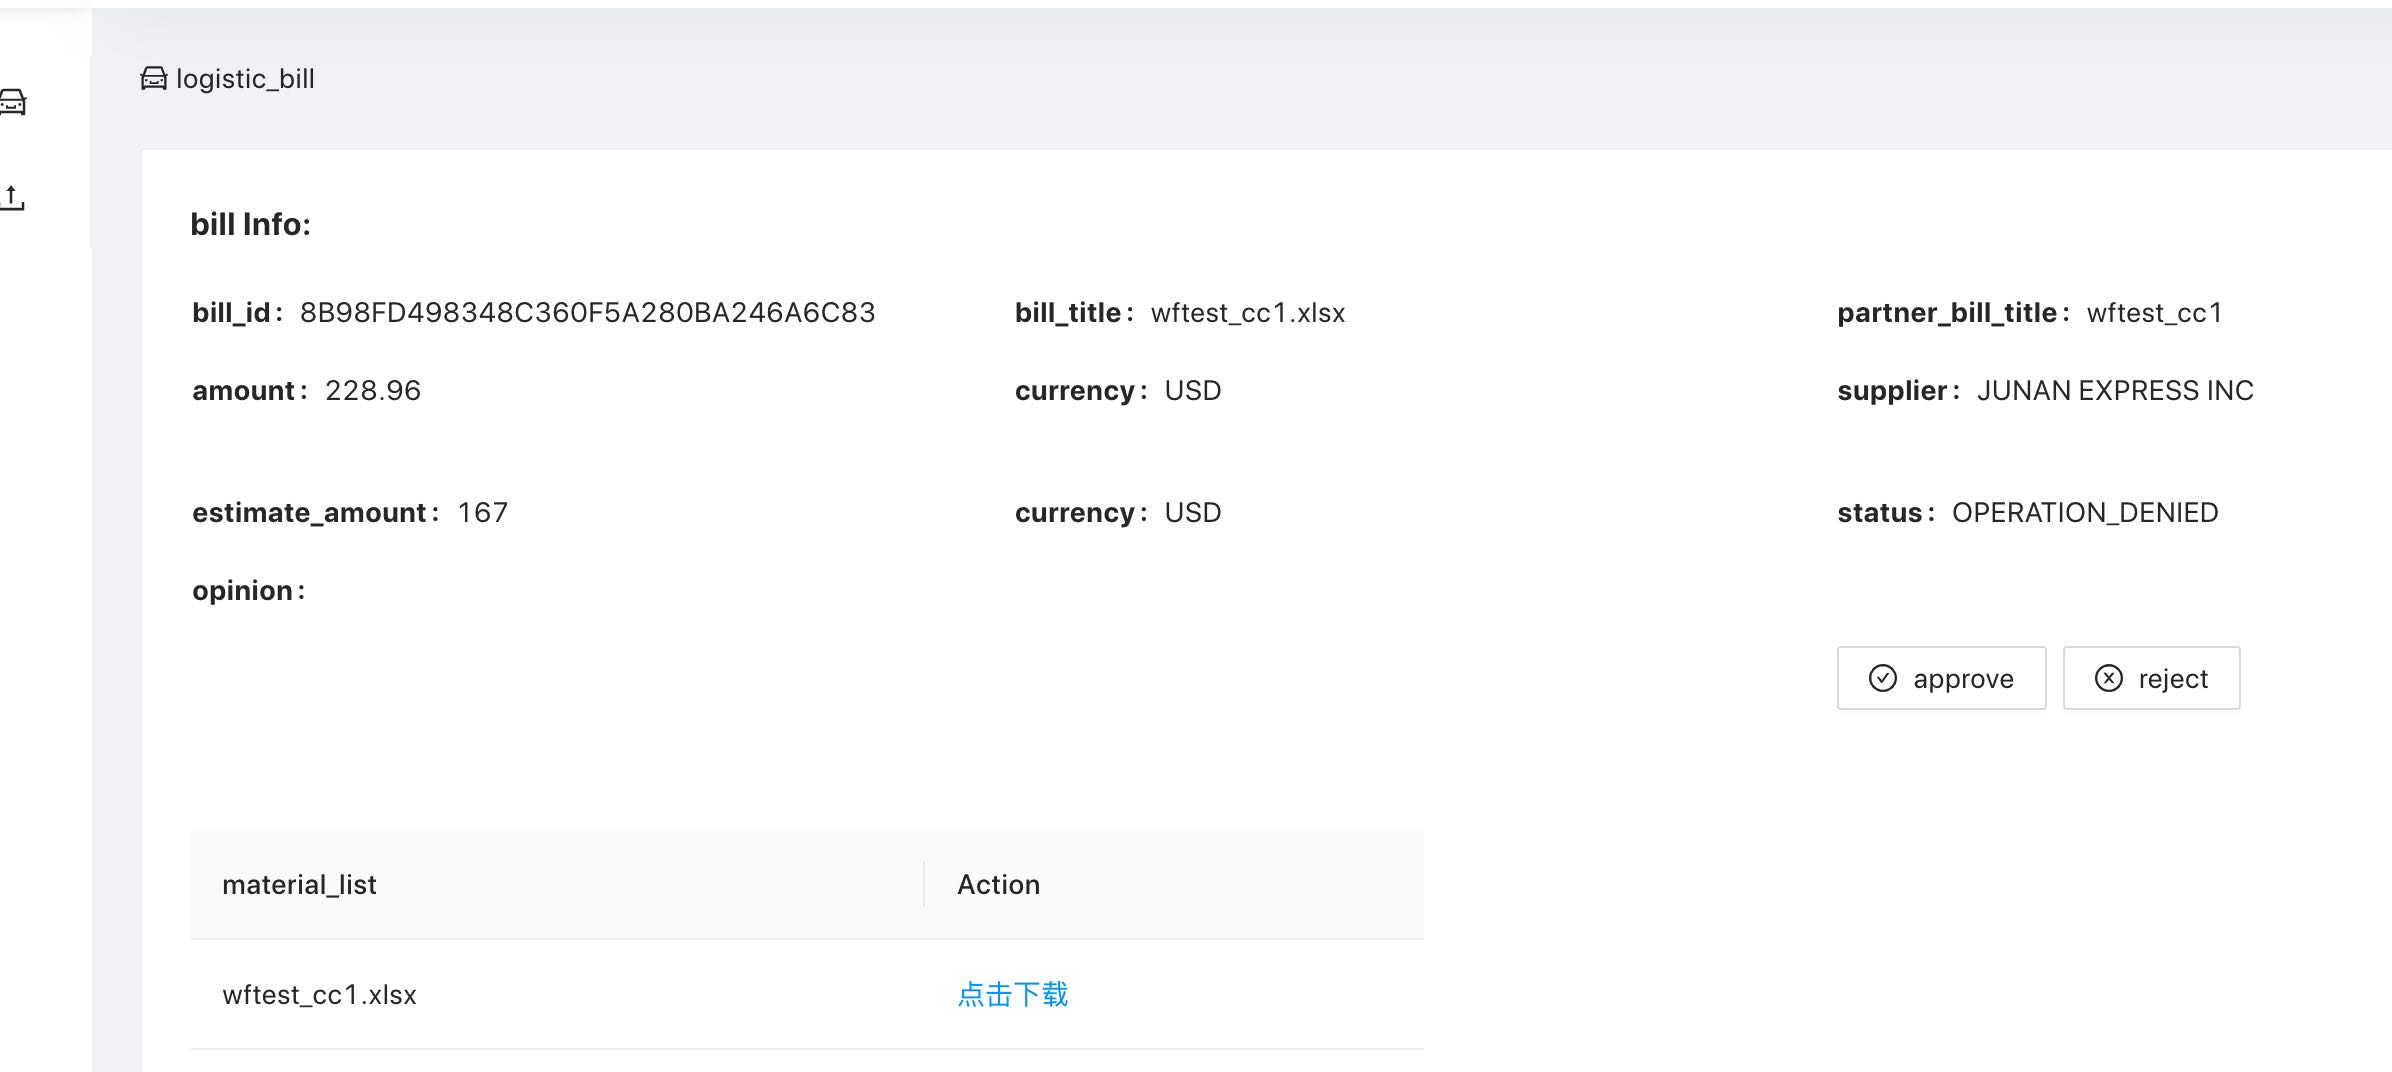 logistic_bill
bill Info:
bill_id: 8B98FD498348C360F5A280BA246A6C83 bill_title: wftest_cc1.xlsx partner_bill_title: wftest_cc1
amount: 228.96 currency: USD supplier: JUNAN EXPRESS INC
estimate_amount: 167 currency: USD status: OPERATION_DENIED
opinion:
approve reject
material_list Action
wftest_cc1.xlsx 点击下载